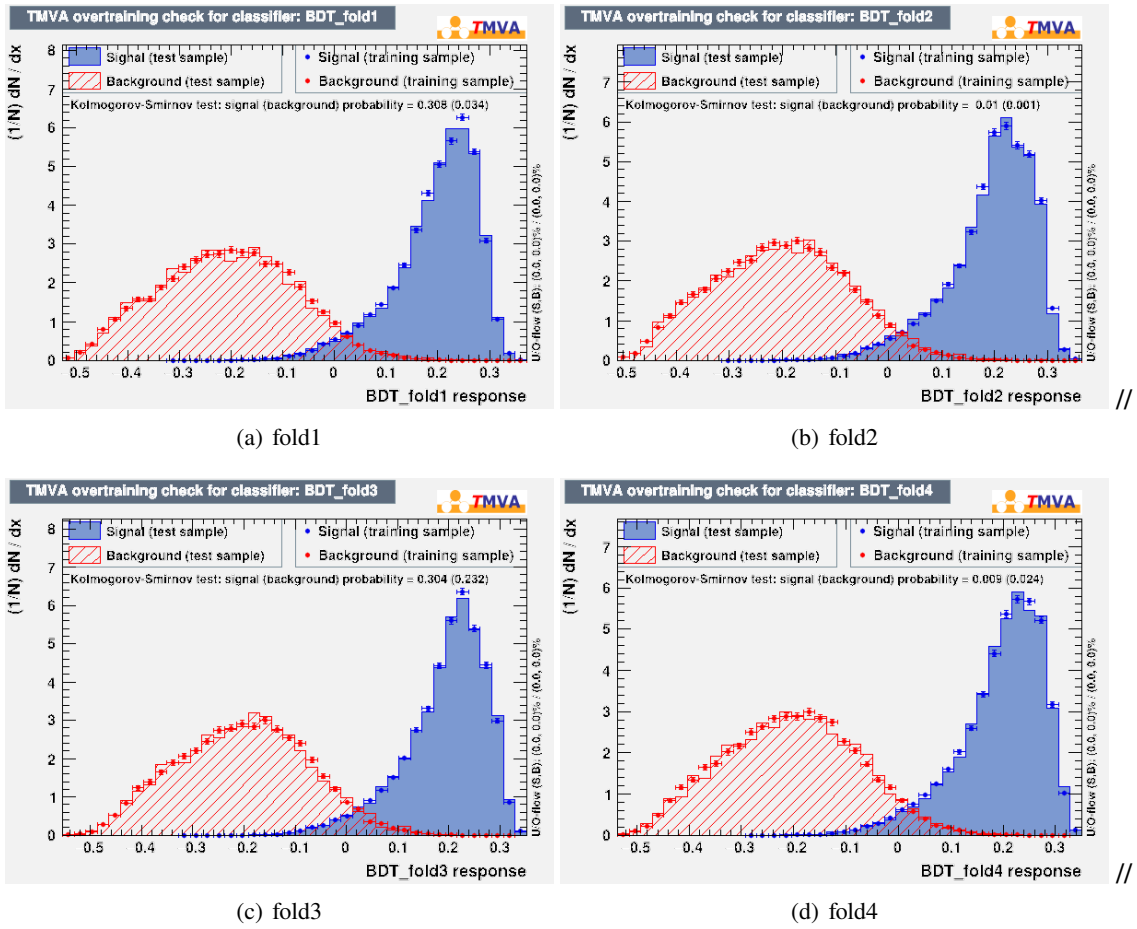 TMVA overtraining check for classifier: BDT_fold1
TMVA
Signal (test sample)
Background (test sample)
Signal (training sample)
Background (training sample)
Kolmogorov-Smirnov test: signal (background) probability = 0.308 (0.034)
(1/N) dN / dx
8
7
6
5
4
3
2
1
0
0.5 0.4 0.3 0.2 0.1 0 0.1 0.2 0.3
BDT_fold1 response
U/O-flow (S,B): (0.0, 0.0)% / (0.0, 0.0)%
(a) fold1
TMVA overtraining check for classifier: BDT_fold2
TMVA
Signal (test sample)
Background (test sample)
Signal (training sample)
Background (training sample)
Kolmogorov-Smirnov test: signal (background) probability = 0.01 (0.001)
(1/N) dN / dx
7
6
5
4
3
2
1
0
0.5 0.4 0.3 0.2 0.1 0 0.1 0.2 0.3
BDT_fold2 response
U/O-flow (S,B): (0.0, 0.0)% / (0.0, 0.0)%
//
(b) fold2
TMVA overtraining check for classifier: BDT_fold3
TMVA
Signal (test sample)
Background (test sample)
Signal (training sample)
Background (training sample)
Kolmogorov-Smirnov test: signal (background) probability = 0.304 (0.232)
(1/N) dN / dx
8
7
6
5
4
3
2
1
0
0.5 0.4 0.3 0.2 0.1 0 0.1 0.2 0.3
BDT_fold3 response
U/O-flow (S,B): (0.0, 0.0)% / (0.0, 0.0)%
(c) fold3
TMVA overtraining check for classifier: BDT_fold4
TMVA
Signal (test sample)
Background (test sample)
Signal (training sample)
Background (training sample)
Kolmogorov-Smirnov test: signal (background) probability = 0.009 (0.024)
(1/N) dN / dx
7
6
5
4
3
2
1
0
0.5 0.4 0.3 0.2 0.1 0 0.1 0.2 0.3
BDT_fold4 response
U/O-flow (S,B): (0.0, 0.0)% / (0.0, 0.0)%
//
(d) fold4